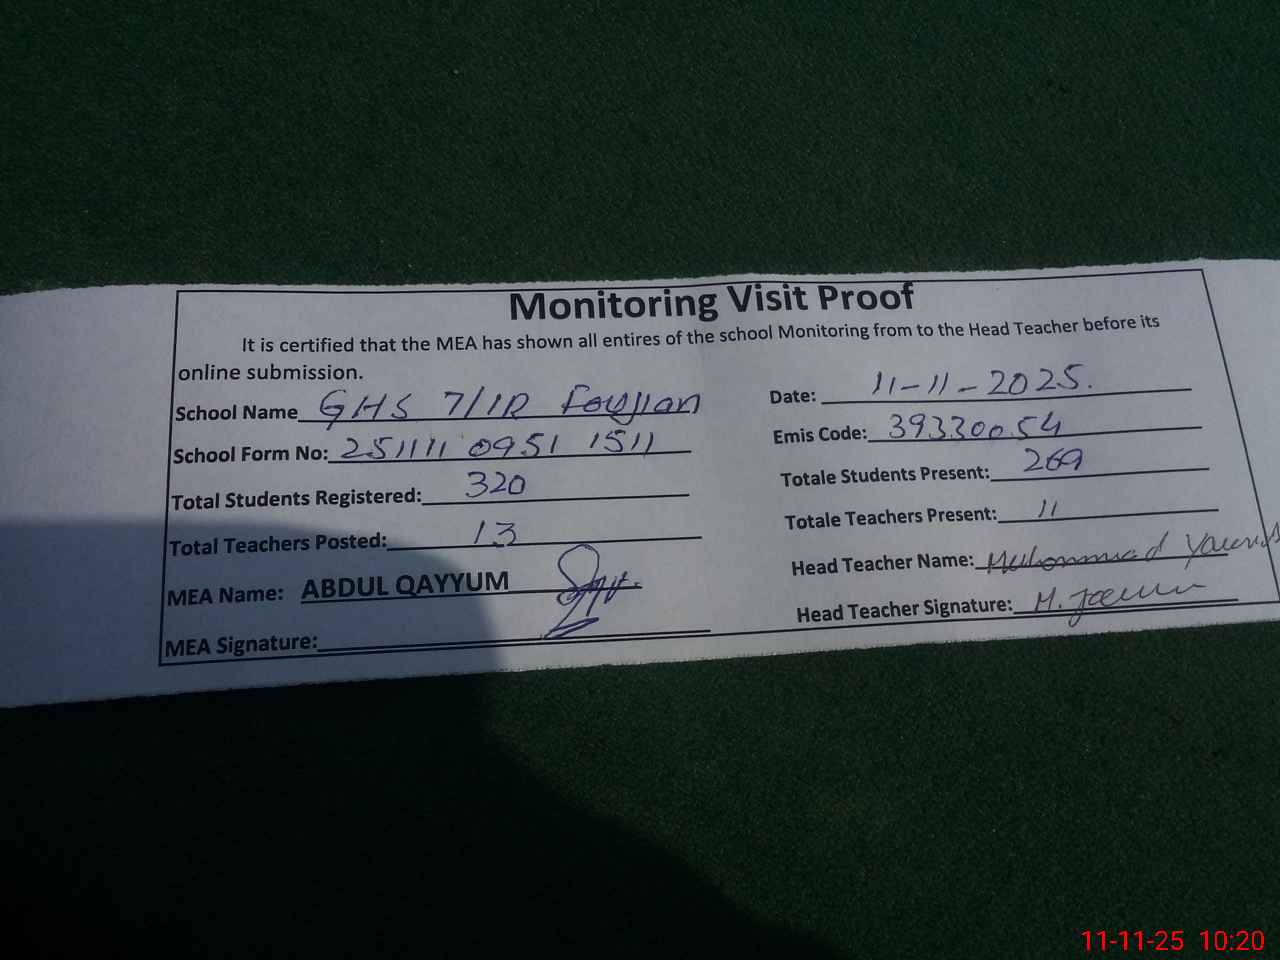 Monitoring Visit Proof
It is certified that the MEA has shown all entires of the school Monitoring from to the Head Teacher before its
online submission.
School Name GHS 7/1R Foujian
Date: 11-11-2025.
School Form No: 251111 0951 1511
Emis Code: 39330054
Total Students Registered: 320
Totale Students Present: 269
Total Teachers Posted: 13
Totale Teachers Present: 11
MEA Name: ABDUL QAYYUM
Head Teacher Name: Muhammad
MEA Signature:
Head Teacher Signature: M.
11-11-25 10:20